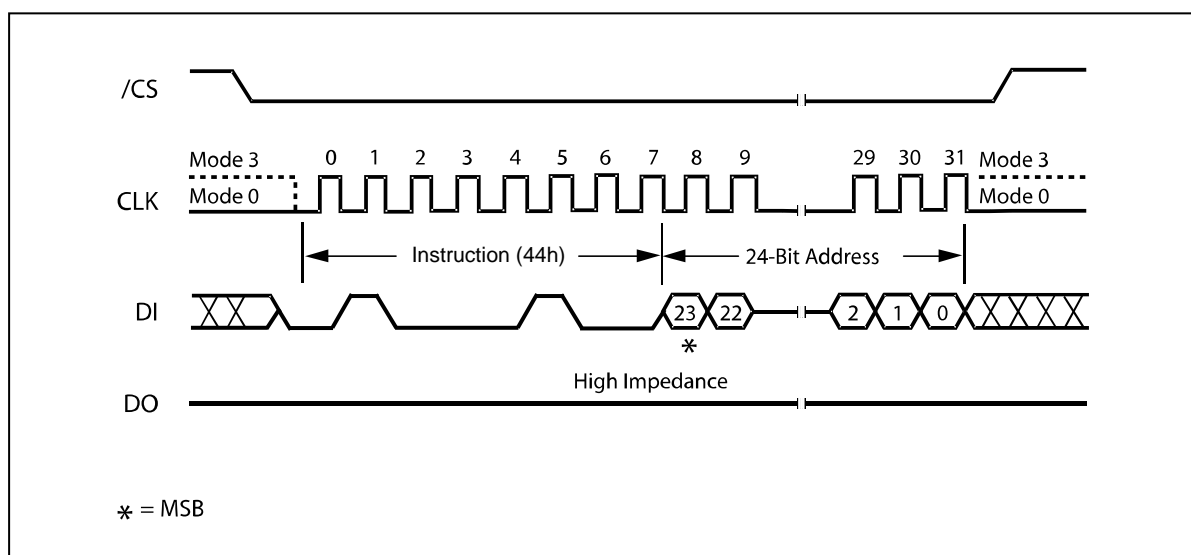 /CS
Mode 3 0 1 2 3 4 5 6 7 8 9 29 30 31 Mode 3
CLK Mode 0 Mode 0
Instruction (44h) 24-Bit Address
DI 23 22 2 1 0
*
High Impedance
DO
* = MSB